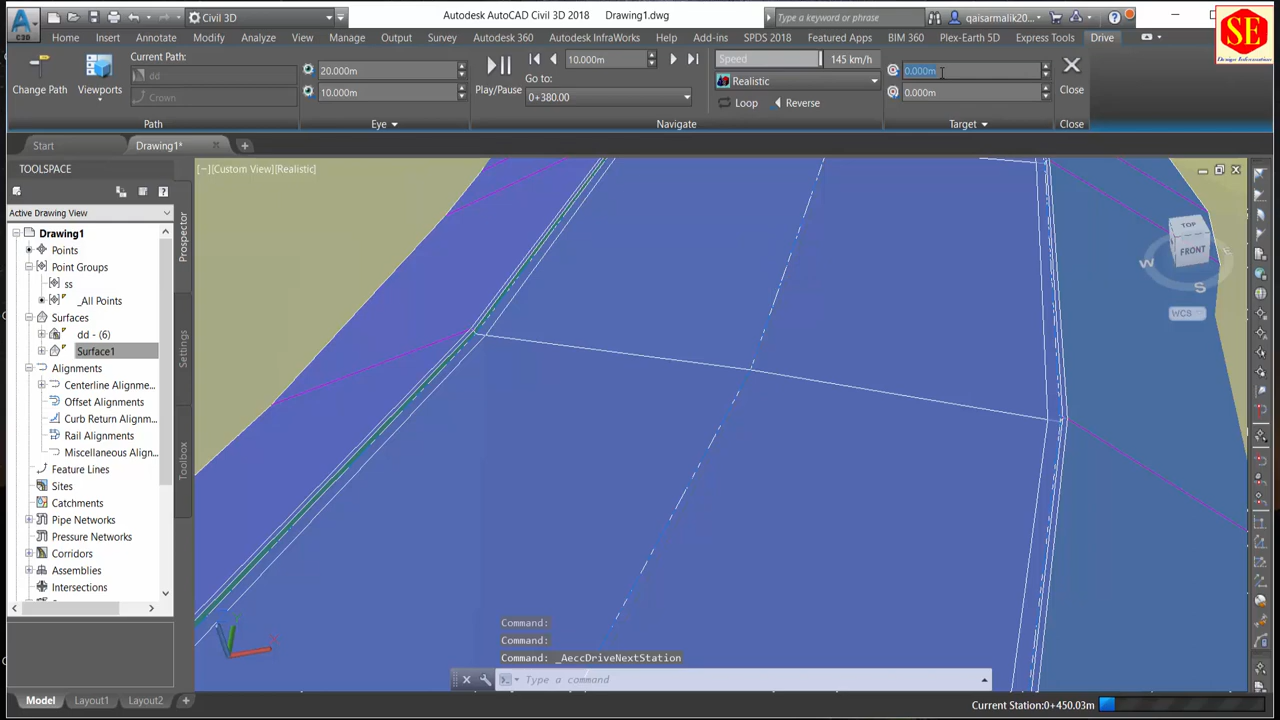 Autodesk AutoCAD Civil 3D 2018 Drawing1.dwg
Civil 3D
Type a keyword or phrase
qaisarmalik20...
C3D
Home Insert Annotate Modify Analyze View Manage Output Survey Autodesk 360 Autodesk InfraWorks Help Add-ins SPDS 2018 Featured Apps BIM 360 Plex-Earth 5D Express Tools Drive
SE
Design Information
Change Path
Viewports
Current Path:
dd
Crown
Path
20.000m
10.000m
Eye
Play/Pause
10.000m
Go to:
0+380.00
Speed 145 km/h
Realistic
Loop Reverse
Navigate
0.000m
0.000m
Target
Close
Close
Start Drawing1*
TOOLSPACE
Active Drawing View
Drawing1
Points
Point Groups
ss
_All Points
Surfaces
dd - (6)
Surface1
Alignments
Centerline Alignme...
Offset Alignments
Curb Return Alignm...
Rail Alignments
Miscellaneous Align...
Feature Lines
Sites
Catchments
Pipe Networks
Pressure Networks
Corridors
Assemblies
Intersections
Prospector
Settings
Toolbox
[−][Custom View][Realistic]
TOP
FRONT
W
S
WCS
Command:
Command:
Command: _AeccDriveNextStation
Type a command
Model Layout1 Layout2 +
Current Station:0+450.03m